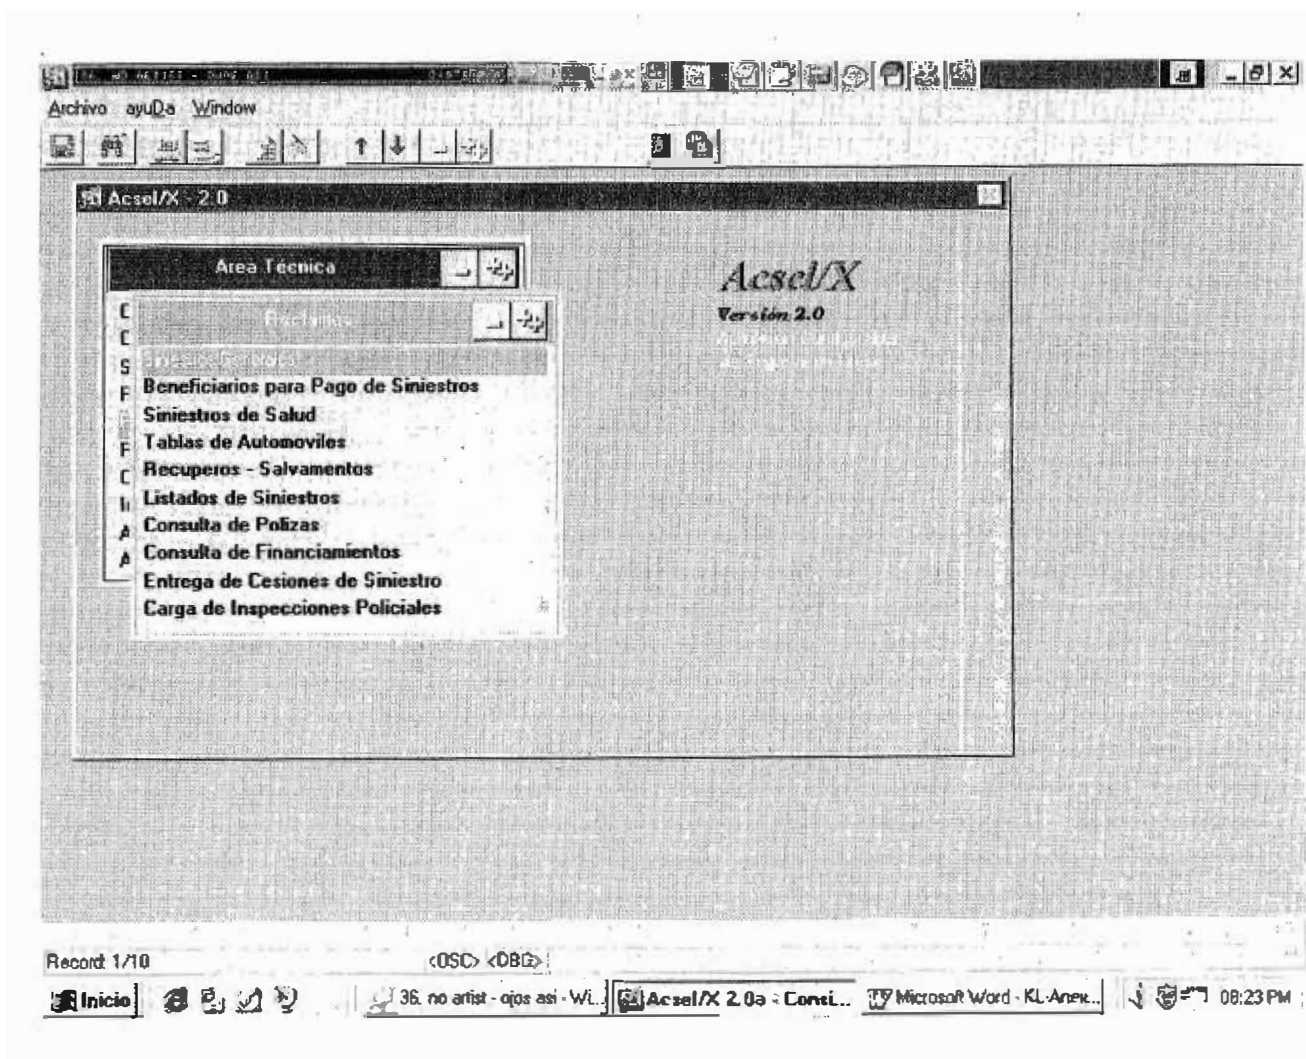 Archivo ayuDa Window
Acsel/X - 2.0
Area Técnica
Reclamos
Acsel/X
Versión 2.0
Beneficiarios para Pago de Siniestros
Siniestros de Salud
Tablas de Automoviles
Recuperos - Salvamentos
Listados de Siniestros
Consulta de Polizas
Consulta de Financiamientos
Entrega de Cesiones de Siniestro
Carga de Inspecciones Policiales
Record: 1/10 <OSC> <DBG>
Inicio 36. no artist - ojos asi - Wi... Acsel/X 2.0a - Consi... Microsoft Word - KL-Anex... 08:23 PM